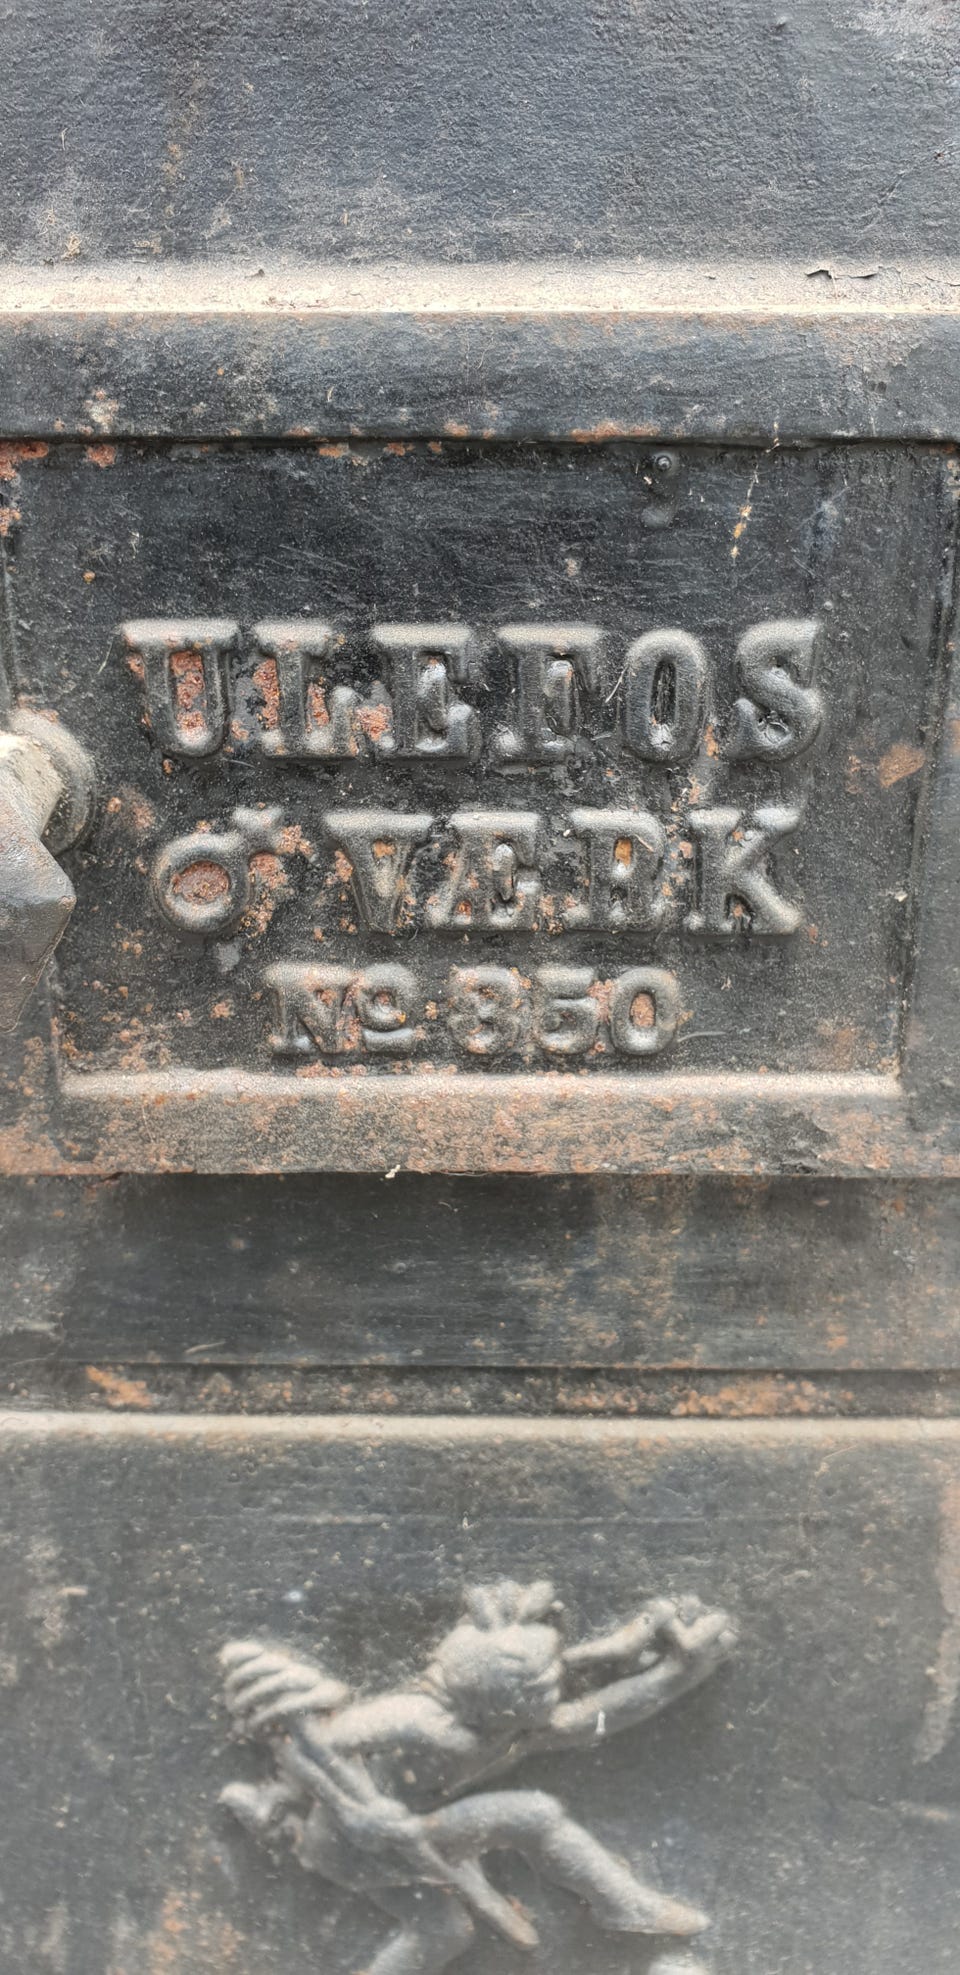 ULEFOS
♂ VÆRK
Nº 350